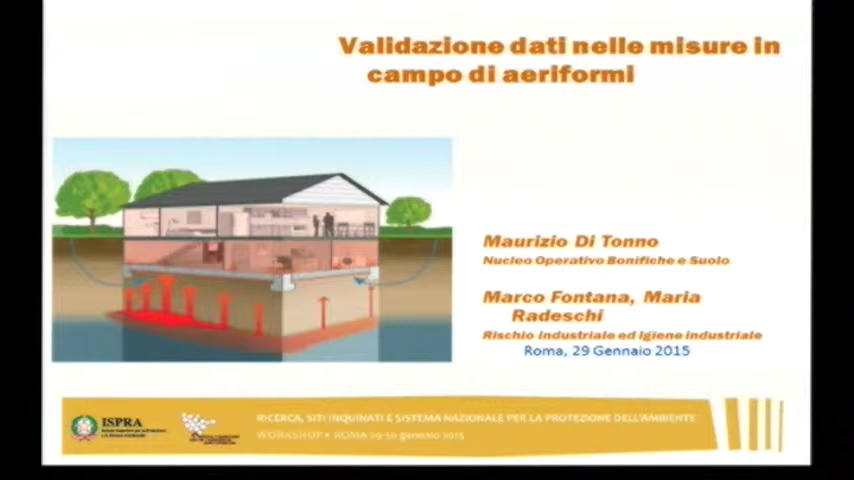 Validazione dati nelle misure in
campo di aeriformi
Maurizio Di Tonno
Nucleo Operativo Bonifiche e Suolo
Marco Fontana, Maria
Radeschi
Rischio industriale ed Igiene industriale
Roma, 29 Gennaio 2015
ISPRA
RICERCA, SITI INQUINATI E SISTEMA NAZIONALE PER LA PROTEZIONE DELL'AMBIENTE
WORKSHOP • ROMA 29-30 gennaio 2015